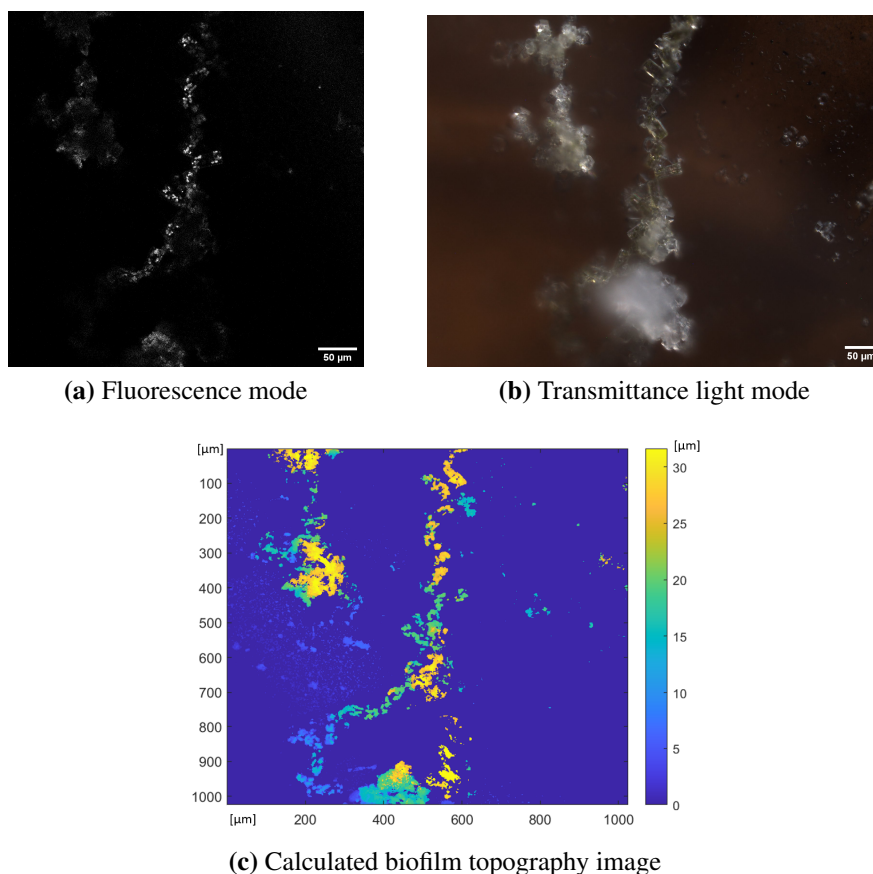 50 µm
50 µm
(a) Fluorescence mode
(b) Transmittance light mode
[µm]
[µm]
100
200
300
400
500
600
700
800
900
1000
30
25
20
15
10
5
0
[µm]
200
400
600
800
1000
(c) Calculated biofilm topography image